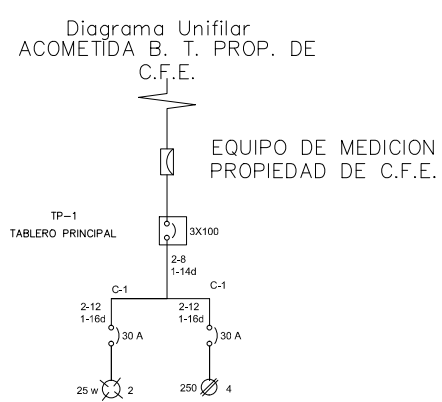 Diagrama Unifilar
ACOMETIDA B. T. PROP. DE
C.F.E.
EQUIPO DE MEDICION
PROPIEDAD DE C.F.E.
TP-1
TABLERO PRINCIPAL
3X100
2-8
1-14d
C-1
C-1
2-12
1-16d
2-12
1-16d
30 A
30 A
25 w
2
250
4